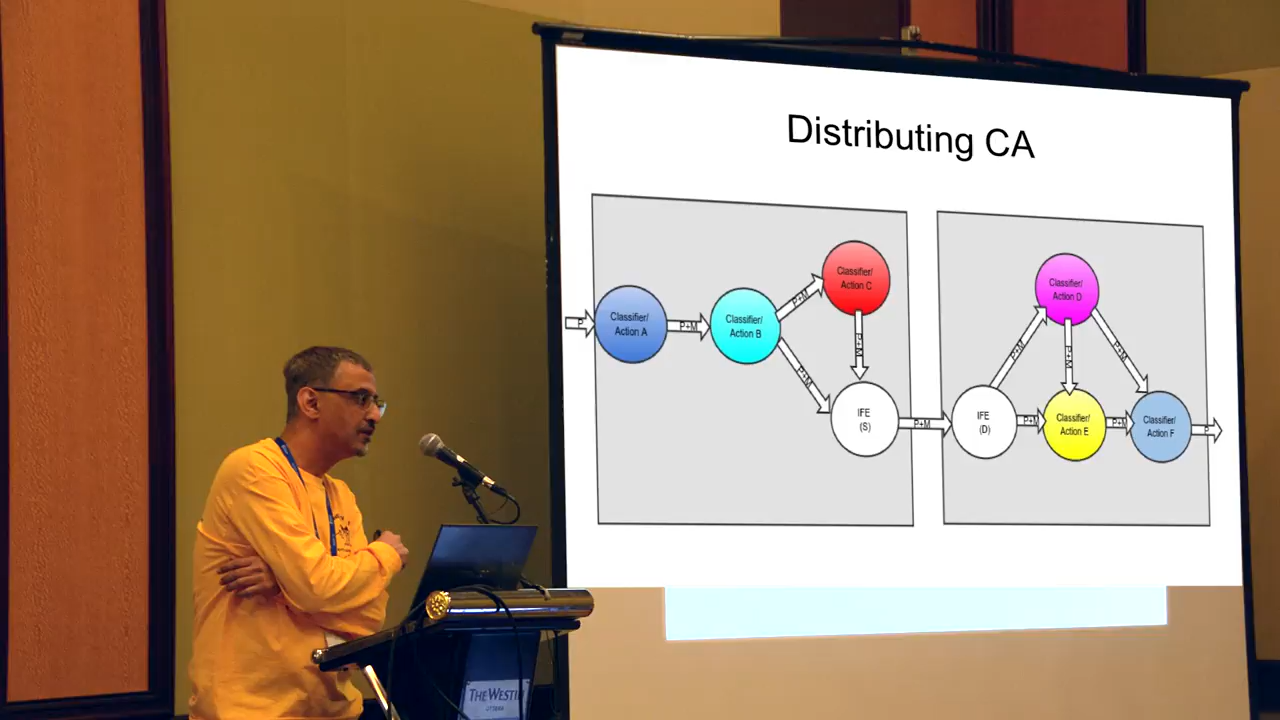 Distributing CA
Classifier/
Action C
Classifier/
Action D
P
Classifier/
Action A
P+M
Classifier/
Action B
P+M
P+M
P+M
P+M
P+M
P+M
IFE
(S)
P+M
IFE
(D)
P+M
Classifier/
Action E
P+M
Classifier/
Action F
P
THE WESTIN